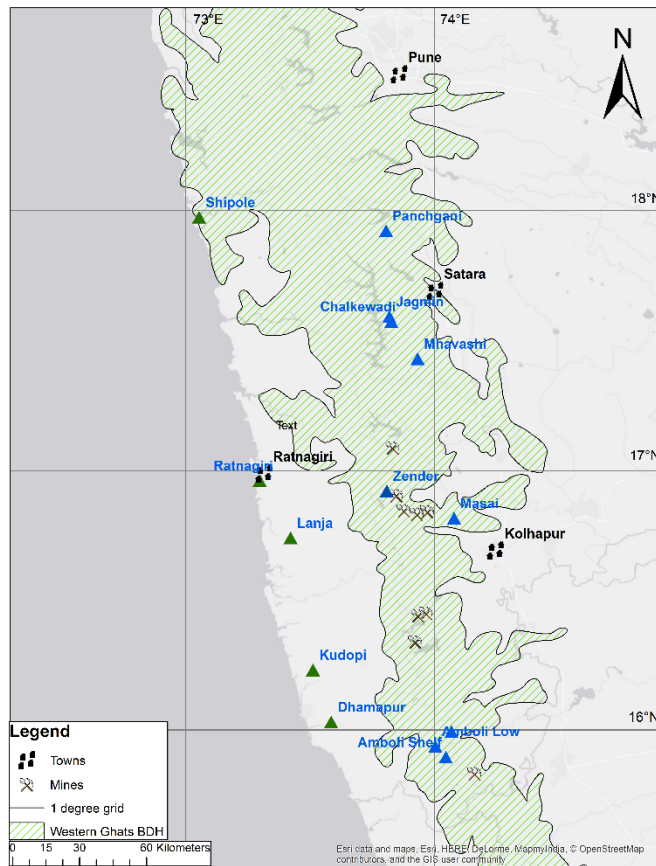 73°E
74°E
N
Pune
Shipole
18°N
Panchgani
Satara
Chalkewadi
Jagmin
Mhavashi
Text
Ratnagiri
Ratnagiri
17°N
Zender
Masai
Lanja
Kolhapur
Kudopi
Dhamapur
16°N
Amboli Low
Amboli Shelf
Legend
Towns
Mines
1 degree grid
Western Ghats BDH
0 15 30 60 Kilometers
Esri data and maps, Esri, HERE, DeLorme, MapmyIndia, © OpenStreetMap
contributors, and the GIS user community